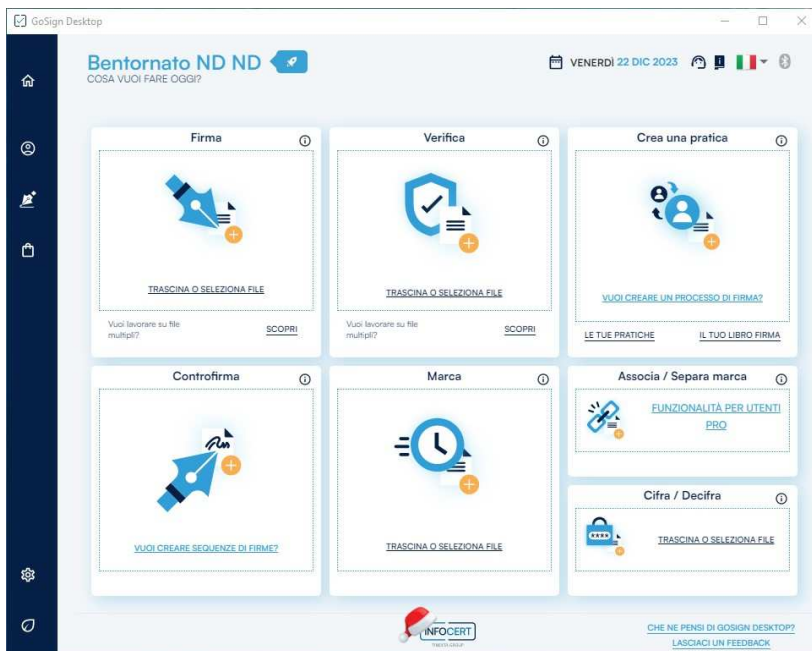 GoSign Desktop
Bentornato ND ND
COSA VUOI FARE OGGI?
VENERDÌ 22 DIC 2023
Firma
TRASCINA O SELEZIONA FILE
Vuoi lavorare su file
multipli?
SCOPRI
Verifica
TRASCINA O SELEZIONA FILE
Vuoi lavorare su file
multipli?
SCOPRI
Crea una pratica
VUOI CREARE UN PROCESSO DI FIRMA?
LE TUE PRATICHE
IL TUO LIBRO FIRMA
Controfirma
VUOI CREARE SEQUENZE DI FIRME?
Marca
TRASCINA O SELEZIONA FILE
Associa / Separa marca
FUNZIONALITÀ PER UTENTI
PRO
Cifra / Decifra
****
TRASCINA O SELEZIONA FILE
INFOCERT
CHE NE PENSI DI GOSIGN DESKTOP?
LASCIACI UN FEEDBACK